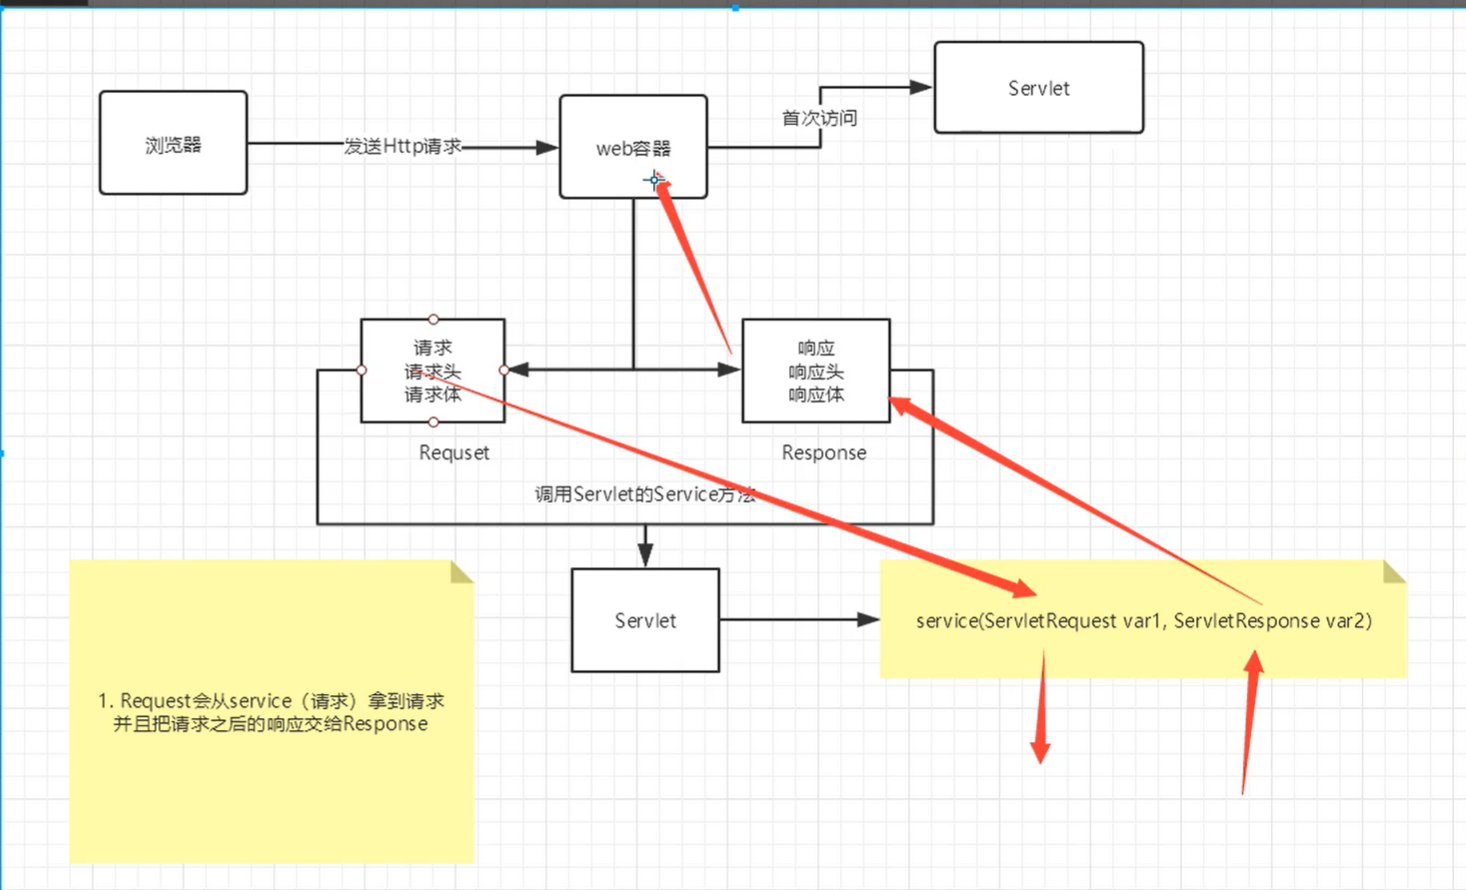 Servlet
首次访问
浏览器
发送Http请求
web容器
请求
请求头
请求体
响应
响应头
响应体
Requset
Response
调用Servlet的Service方法
Servlet
service(ServletRequest var1, ServletResponse var2)
1. Request会从service（请求）拿到请求
并且把请求之后的响应交给Response